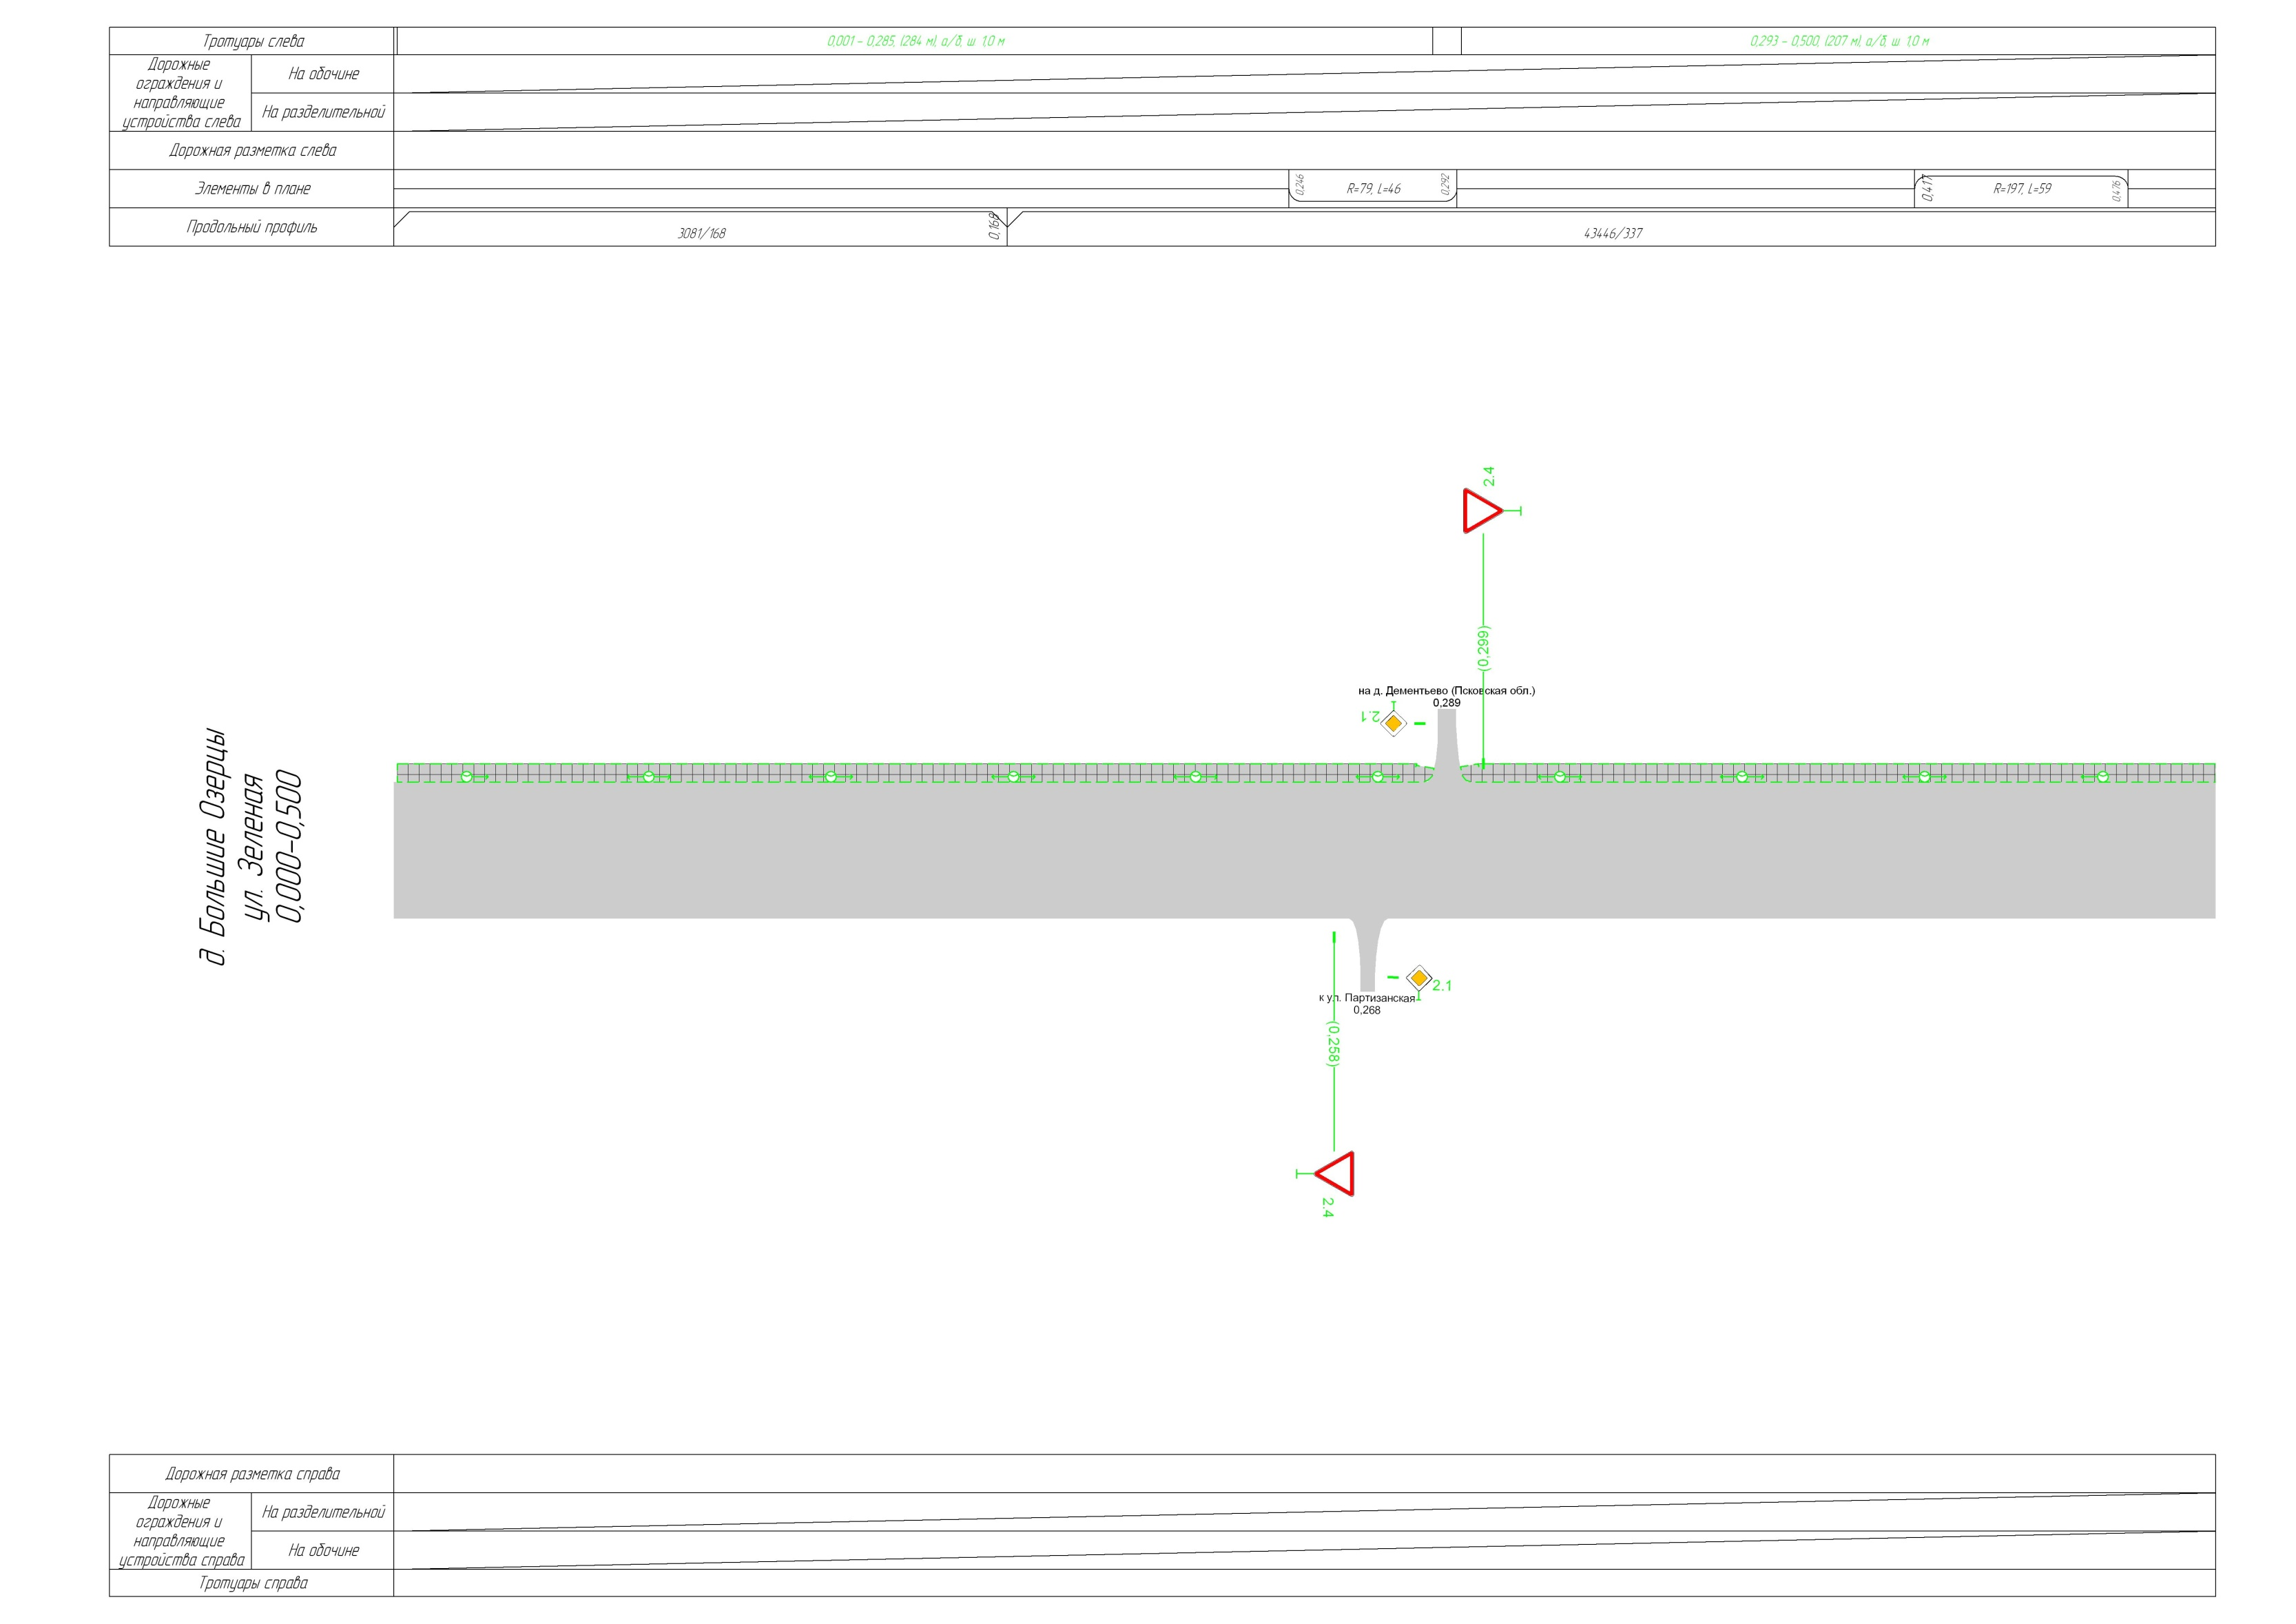 Тротуары слева
0,001 - 0,285, (284 м), а/б, ш 1,0 м
0,293 - 0,500, (207 м), а/б, ш 1,0 м
Дорожные
ограждения и
направляющие
устройства слева
На обочине
На разделительной
Дорожная разметка слева
Элементы в плане
0,246
R=79, L=46
0,292
0,417
R=197, L=59
0,476
Продольный профиль
3081/168
0,168
43446/337
2.4
(0,299)
на д. Дементьево (Псковская обл.)
0,289
2.1
д. Большие Озерцы
ул. Зеленая
0,000-0,500
2.1
к ул. Партизанская
0,268
(0,258)
2.4
Дорожная разметка справа
Дорожные
ограждения и
направляющие
устройства справа
На разделительной
На обочине
Тротуары справа